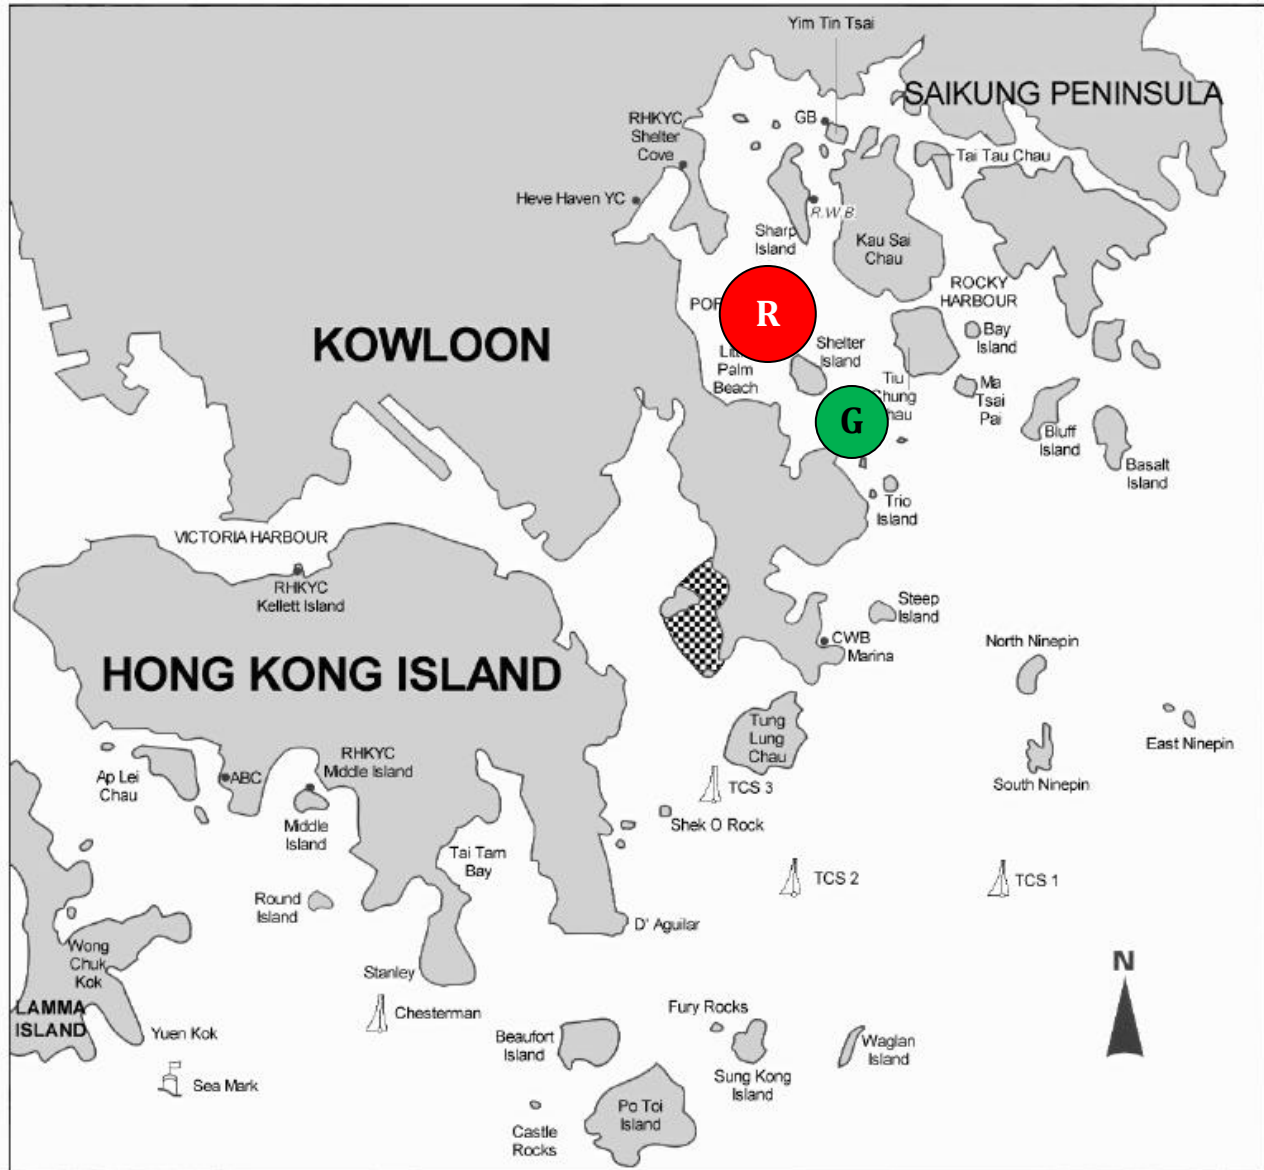 Yim Tin Tsai
SAIKUNG PENINSULA
RHKYC
Shelter
Cove
GB
Tai Tau Chau
Heve Haven YC
R.W.B.
Sharp
Island
Kau Sai
Chau
ROCKY
HARBOUR
R
Bay
Island
KOWLOON
Shelter
Island
Palm
Beach
Tiu
Ma
Tsai
Pai
G
Bluff
Island
Basalt
Island
Trio
Island
VICTORIA HARBOUR
RHKYC
Kellett Island
Steep
Island
CWB
Marina
North Ninepin
HONG KONG ISLAND
Tung
Lung
Chau
East Ninepin
RHKYC
Middle Island
Ap Lei
Chau
ABC
TCS 3
South Ninepin
Middle
Island
Shek O Rock
Tai Tam
Bay
TCS 2
TCS 1
Round
Island
D' Aguilar
Wong
Chuk
Kok
Stanley
N
LAMMA
ISLAND
Chesterman
Fury Rocks
Yuen Kok
Beaufort
Island
Waglan
Island
Sea Mark
Sung Kong
Island
Po Toi
Island
Castle
Rocks